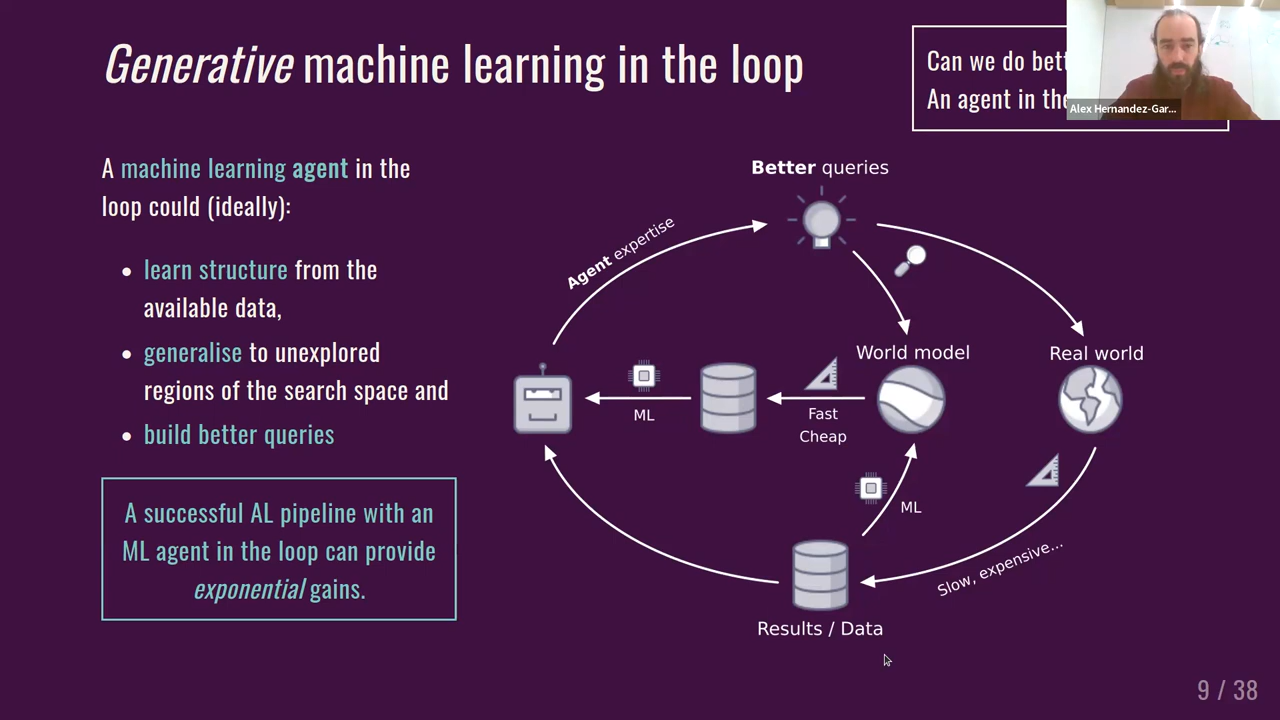 Generative machine learning in the loop
Can we do
An agent in
Alex Hernandez-Gar...
A machine learning agent in the
loop could (ideally):
learn structure from the
available data,
generalise to unexplored
regions of the search space and
build better queries
A successful AL pipeline with an
ML agent in the loop can provide
exponential gains.
Better queries
Agent expertise
World model
Real world
ML
Fast
Cheap
ML
Slow, expensive...
Results / Data
9 / 38